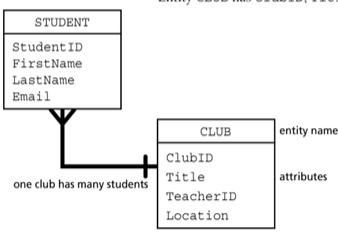 STUDENT
StudentID
FirstName
LastName
Email
CLUB
entity name
ClubID
Title
attributes
TeacherID
Location
one club has many students